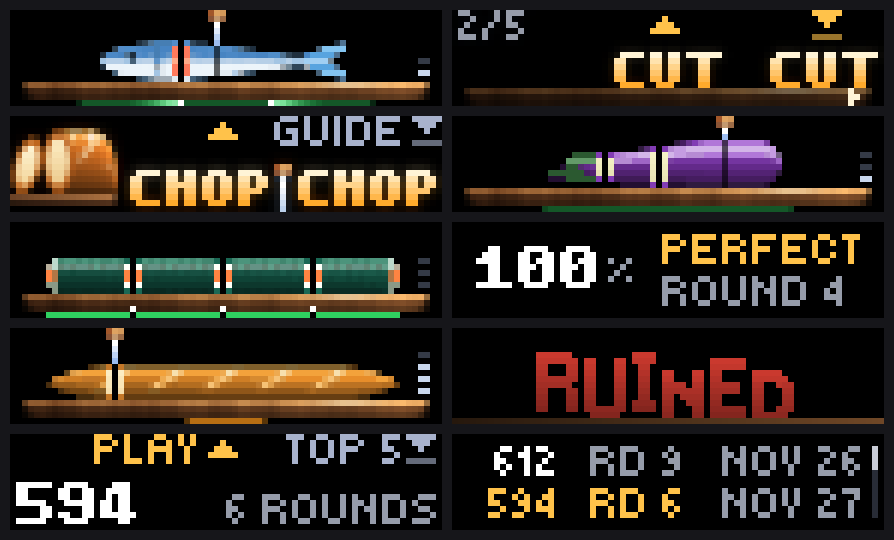 2/5
CUT CUT
GUIDE
CHOP CHOP
100% PERFECT
ROUND 4
RUINED
PLAY TOP 5
594 6 ROUNDS
612 RD 9 NOV 26
594 RD 6 NOV 27